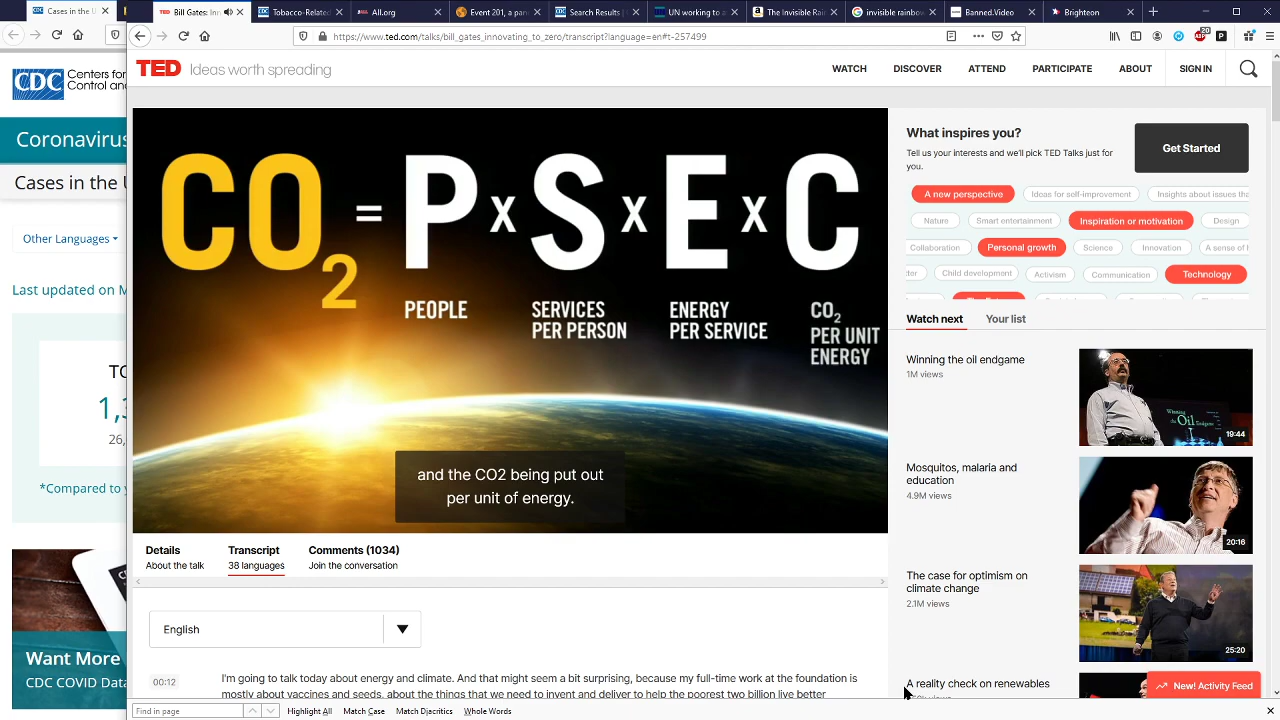 Cases in the U
Bill Gates: Inn
Tobacco-Related
All.org
Event 201, a pan
Search Results |
UN working to
The Invisible Ra
invisible rainbow
Banned.Video
Brighteon
https://www.ted.com/talks/bill_gates_innovating_to_zero/transcript?language=en#t-257499
20
CDC
Centers for
Control and
Coronavirus
Cases in the U
Other Languages
Last updated on M
TO
1,3
26,
*Compared to y
Want More
CDC COVID Data
TED Ideas worth spreading
WATCH
DISCOVER
ATTEND
PARTICIPATE
ABOUT
SIGN IN
CO2 = P x S x E x C
PEOPLE
SERVICES
PER PERSON
ENERGY
PER SERVICE
CO2
PER UNIT
ENERGY
and the CO2 being put out
per unit of energy.
Details
About the talk
Transcript
38 languages
Comments (1034)
Join the conversation
English
00:12
I'm going to talk today about energy and climate. And that might seem a bit surprising, because my full-time work at the foundation is
mostly about vaccines and seeds, about the things that we need to invent and deliver to help the poorest two billion live better
What inspires you?
Tell us your interests and we'll pick TED Talks just for
you.
Get Started
A new perspective
Ideas for self-improvement
Insights about issues tha
Nature
Smart entertainment
Inspiration or motivation
Design
Collaboration
Personal growth
Science
Innovation
A sense of h
Child development
Activism
Communication
Technology
Watch next
Your list
Winning the oil endgame
1M views
19:44
Mosquitos, malaria and
education
4.9M views
20:16
The case for optimism on
climate change
2.1M views
25:20
A reality check on renewables
New! Activity Feed
Find in page
Highlight All
Match Case
Match Diacritics
Whole Words